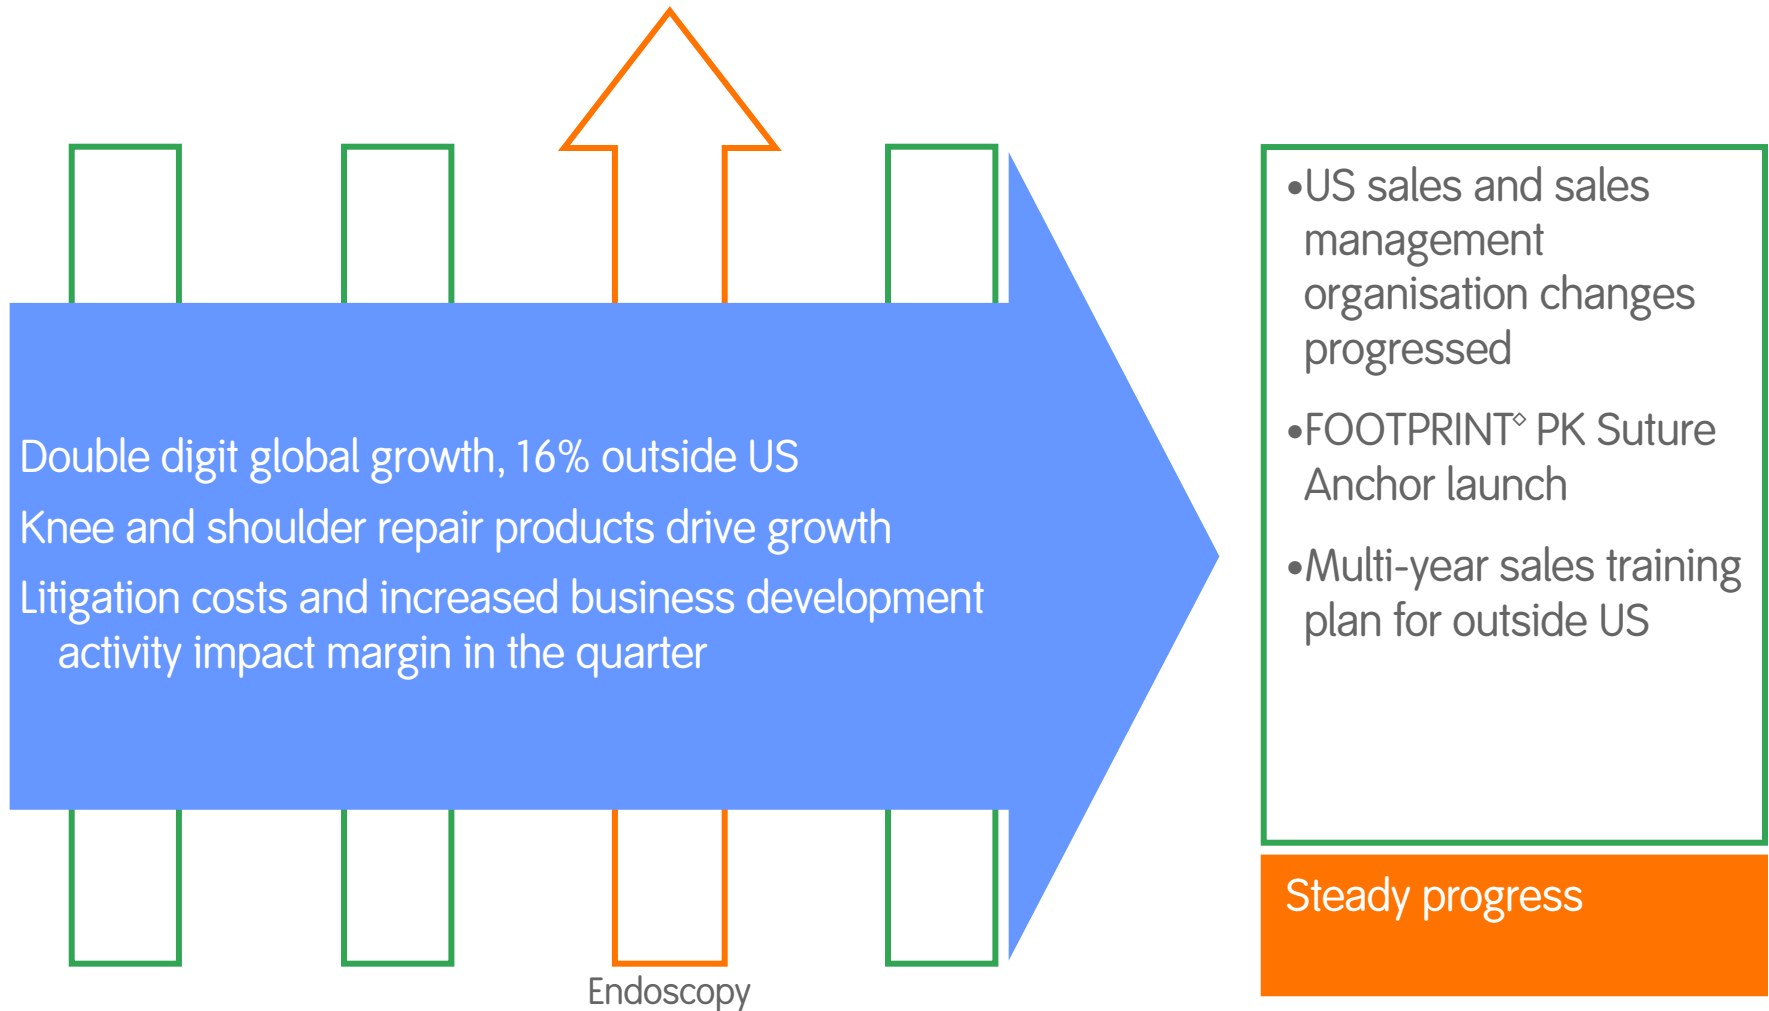 Double digit global growth, 16% outside US
Knee and shoulder repair products drive growth
Litigation costs and increased business development
activity impact margin in the quarter
•US sales and sales
management
organisation changes
progressed
•FOOTPRINT◊ PK Suture
Anchor launch
•Multi-year sales training
plan for outside US
Steady progress
Endoscopy